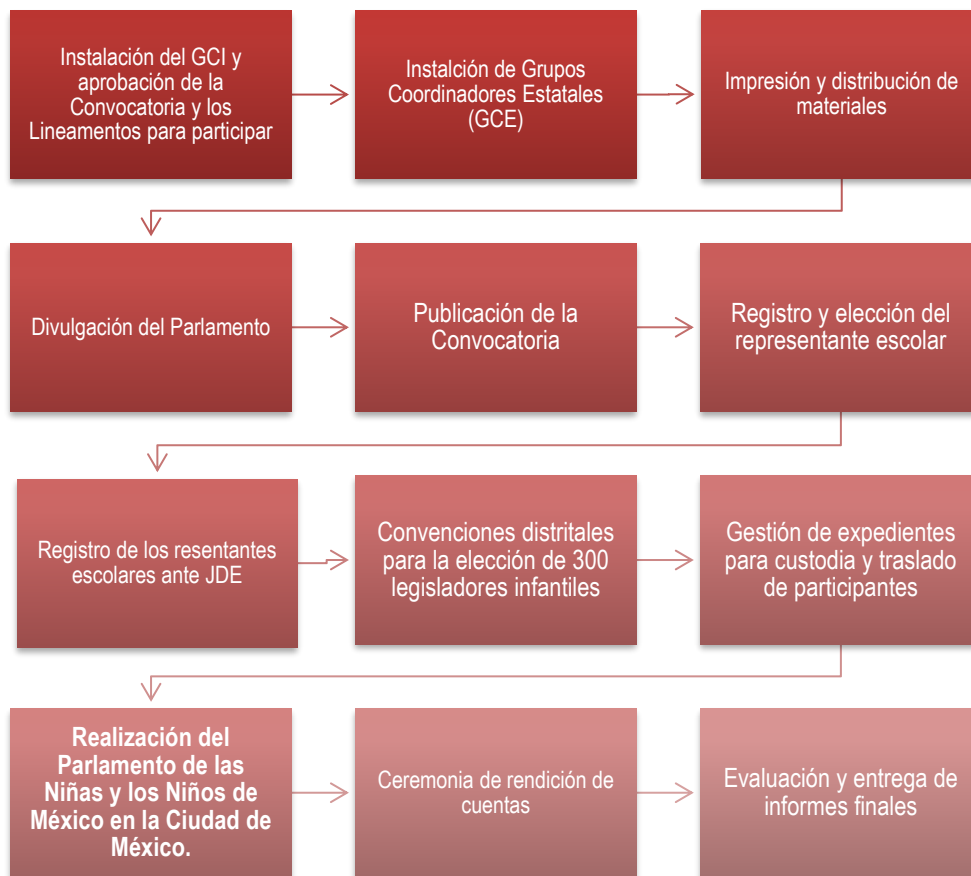 Instalación del GCI y
aprobación de la
Convocatoria y los
Lineamentos para participar
Instalción de Grupos
Coordinadores Estatales
(GCE)
Impresión y distribución de
materiales
Divulgación del Parlamento
Publicación de la
Convocatoria
Registro y elección del
representante escolar
Registro de los resentantes
escolares ante JDE
Convenciones distritales
para la elección de 300
legisladores infantiles
Gestión de expedientes
para custodia y traslado
de participantes
Realización del
Parlamento de las
Niñas y los Niños de
México en la Ciudad de
México.
Ceremonia de rendición de
cuentas
Evaluación y entrega de
informes finales